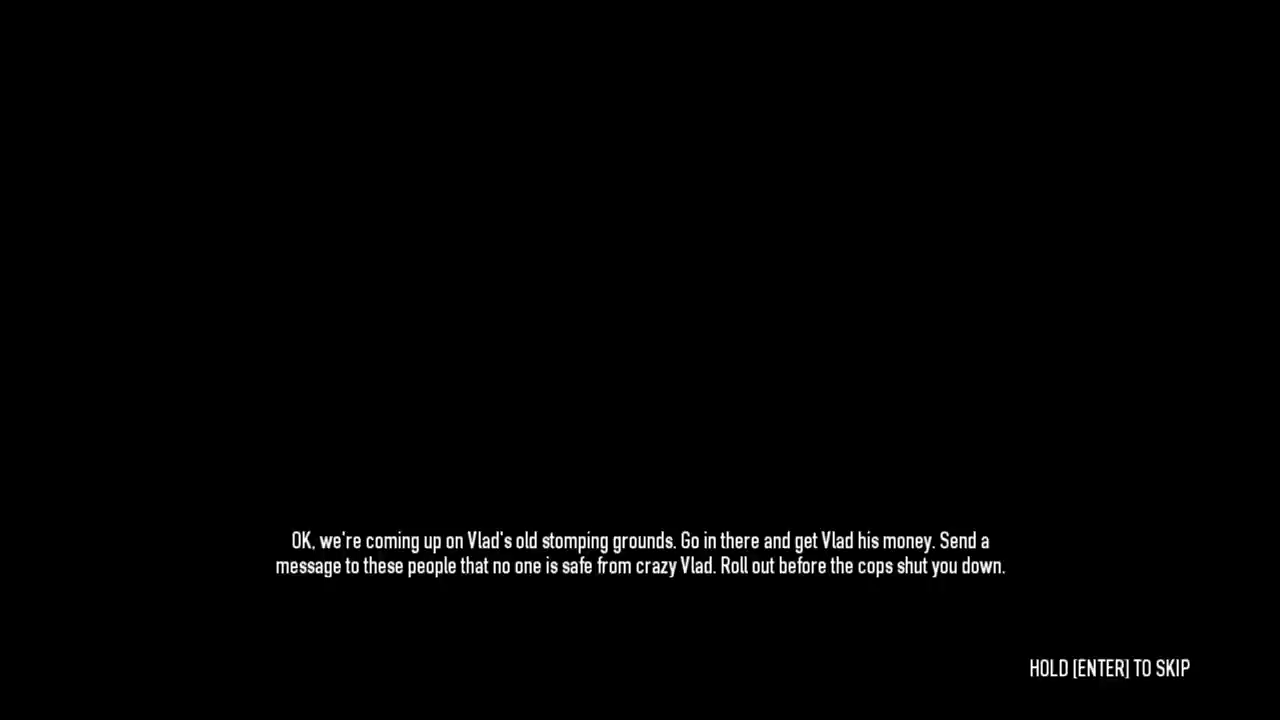 OK, we're coming up on Vlad's old stomping grounds. Go in there and get Vlad his money. Send a
message to these people that no one is safe from crazy Vlad. Roll out before the cops shut you down.
HOLD [ENTER] TO SKIP